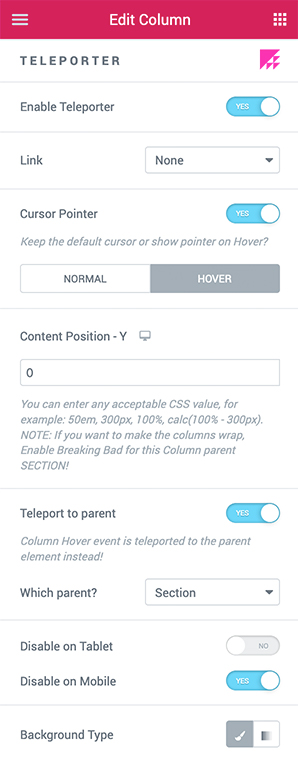 Edit Column
TELEPORTER
Enable Teleporter
YES
Link
None
Cursor Pointer
YES
Keep the default cursor or show pointer on Hover?
NORMAL
HOVER
Content Position - Y
0
You can enter any acceptable CSS value, for
example: 50em, 300px, 100%, calc(100% - 300px).
NOTE: If you want to make the columns wrap,
Enable Breaking Bad for this Column parent
SECTION!
Teleport to parent
YES
Column Hover event is teleported to the parent
element instead!
Which parent?
Section
Disable on Tablet
NO
Disable on Mobile
YES
Background Type